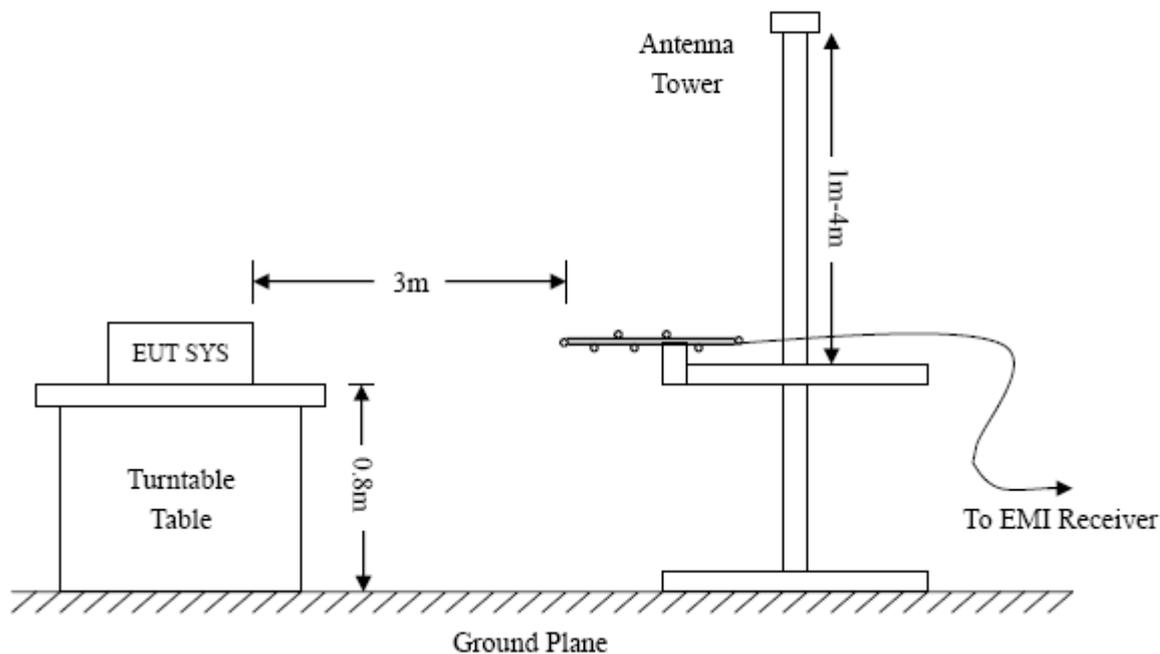 Antenna
Tower
1m-4m
3m
EUT SYS
Turntable
Table
0.8m
To EMI Receiver
Ground Plane